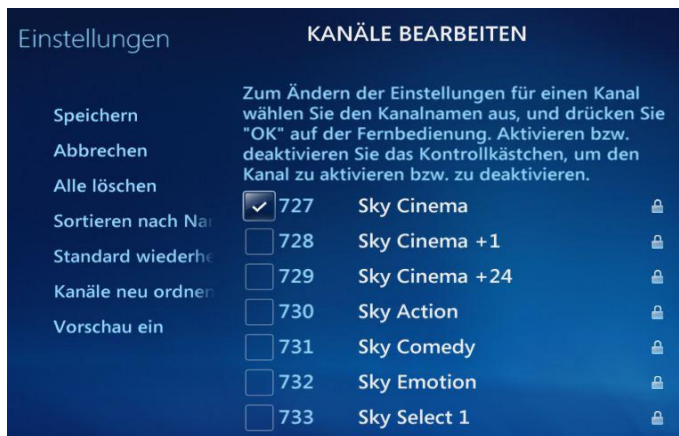 Einstellungen
KANÄLE BEARBEITEN
Zum Ändern der Einstellungen für einen Kanal
wählen Sie den Kanalnamen aus, und drücken Sie
"OK" auf der Fernbedienung. Aktivieren bzw.
deaktivieren Sie das Kontrollkästchen, um den
Kanal zu aktivieren bzw. zu deaktivieren.
Speichern
Abbrechen
Alle löschen
Sortieren nach Nar
Standard wiederhe
Kanäle neu ordnen
Vorschau ein
727 Sky Cinema
728 Sky Cinema +1
729 Sky Cinema +24
730 Sky Action
731 Sky Comedy
732 Sky Emotion
733 Sky Select 1